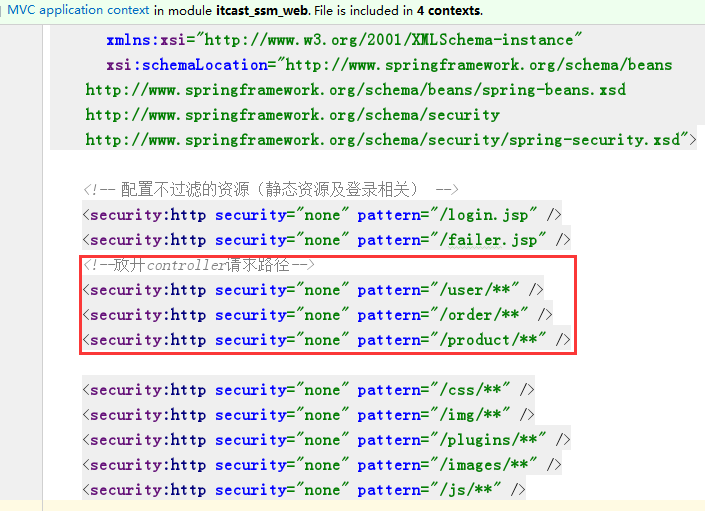 MVC application context in module itcast_ssm_web. File is included in 4 contexts.
xmlns:xsi="http://www.w3.org/2001/XMLSchema-instance"
xsi:schemaLocation="http://www.springframework.org/schema/beans
http://www.springframework.org/schema/beans/spring-beans.xsd
http://www.springframework.org/schema/security
http://www.springframework.org/schema/security/spring-security.xsd">
<!-- 配置不过滤的资源（静态资源及登录相关） -->
<security:http security="none" pattern="/login.jsp" />
<security:http security="none" pattern="/failer.jsp" />
<!--放开controller请求路径-->
<security:http security="none" pattern="/user/**" />
<security:http security="none" pattern="/order/**" />
<security:http security="none" pattern="/product/**" />
<security:http security="none" pattern="/css/**" />
<security:http security="none" pattern="/img/**" />
<security:http security="none" pattern="/plugins/**" />
<security:http security="none" pattern="/images/**" />
<security:http security="none" pattern="/js/**" />